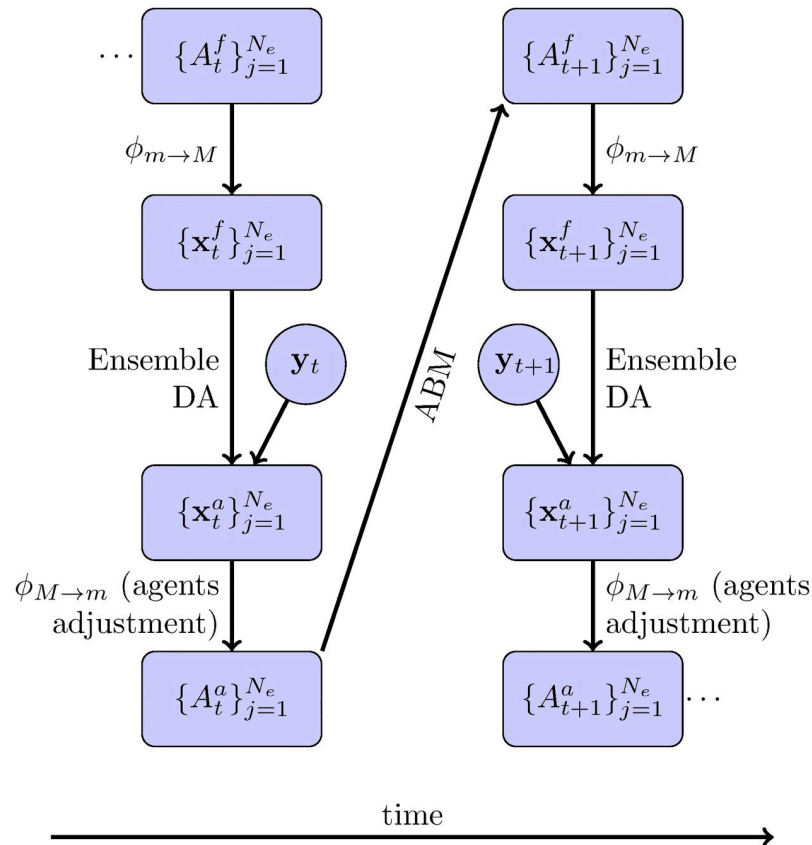 ⋯ {A_t^f}_{j=1}^{N_e}
ϕ_{m→M}
{𝐱_t^f}_{j=1}^{N_e}
Ensemble
DA
𝐲_t
{𝐱_t^a}_{j=1}^{N_e}
ϕ_{M→m} (agents
adjustment)
{A_t^a}_{j=1}^{N_e}
ABM
{A_{t+1}^f}_{j=1}^{N_e}
ϕ_{m→M}
{𝐱_{t+1}^f}_{j=1}^{N_e}
𝐲_{t+1}
Ensemble
DA
{𝐱_{t+1}^a}_{j=1}^{N_e}
ϕ_{M→m} (agents
adjustment)
{A_{t+1}^a}_{j=1}^{N_e} ⋯
time